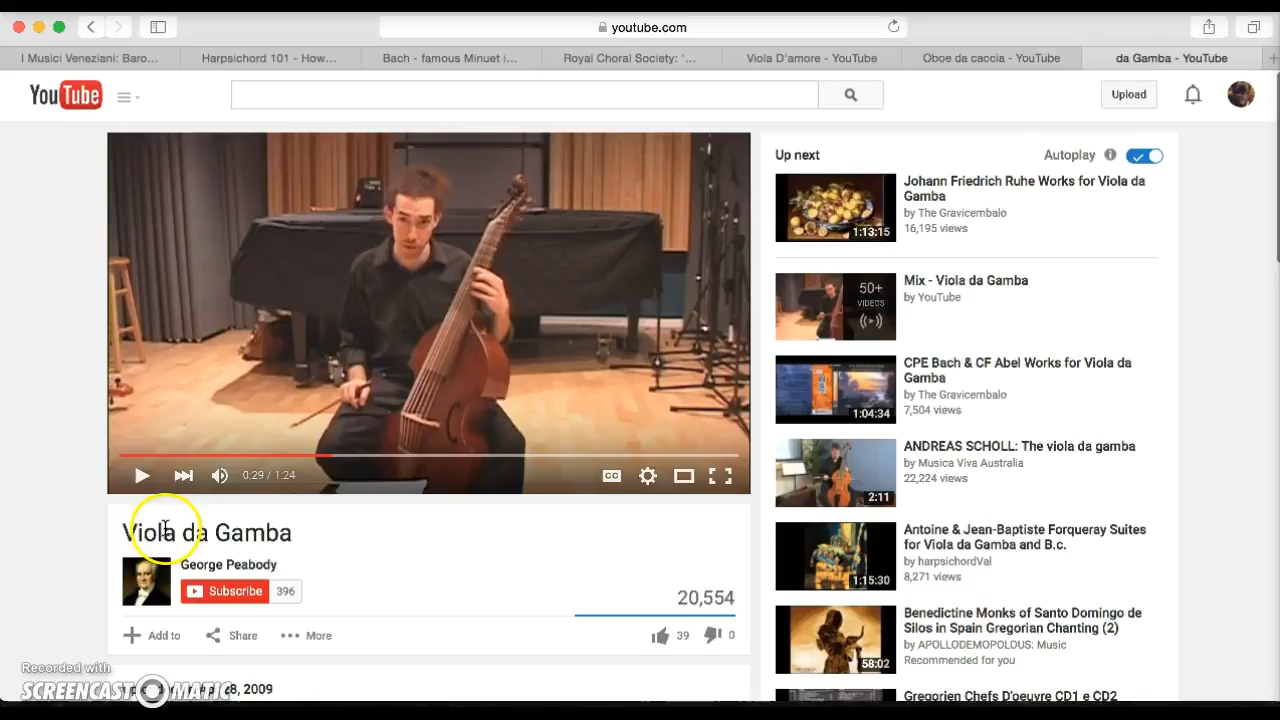 youtube.com
I Musici Veneziani: Baro...
Harpsichord 101 - How...
Bach - famous Minuet i...
Royal Choral Society: '...
Viola D'amore - YouTube
Oboe da caccia - YouTube
da Gamba - YouTube
YouTube
Upload
0:29 / 1:24
CC
Viola da Gamba
George Peabody
Subscribe 396
20,554
Add to
Share
More
39
0
28, 2009
Recorded with
SCREENCAST-O-MATIC
Up next
Autoplay
Johann Friedrich Ruhe Works for Viola da
Gamba
by The Gravicembalo
16,195 views
1:13:15
Mix - Viola da Gamba
by YouTube
50+
VIDEOS
CPE Bach & CF Abel Works for Viola da
Gamba
by The Gravicembalo
7,504 views
1:04:34
ANDREAS SCHOLL: The viola da gamba
by Musica Viva Australia
22,224 views
2:11
Antoine & Jean-Baptiste Forqueray Suites
for Viola da Gamba and B.c.
by harpsichordVal
8,271 views
1:15:30
Benedictine Monks of Santo Domingo de
Silos in Spain Gregorian Chanting (2)
by APOLLODEMOPOLOUS: Music
Recommended for you
58:02
Gregorien Chefs D'oeuvre CD1 e CD2